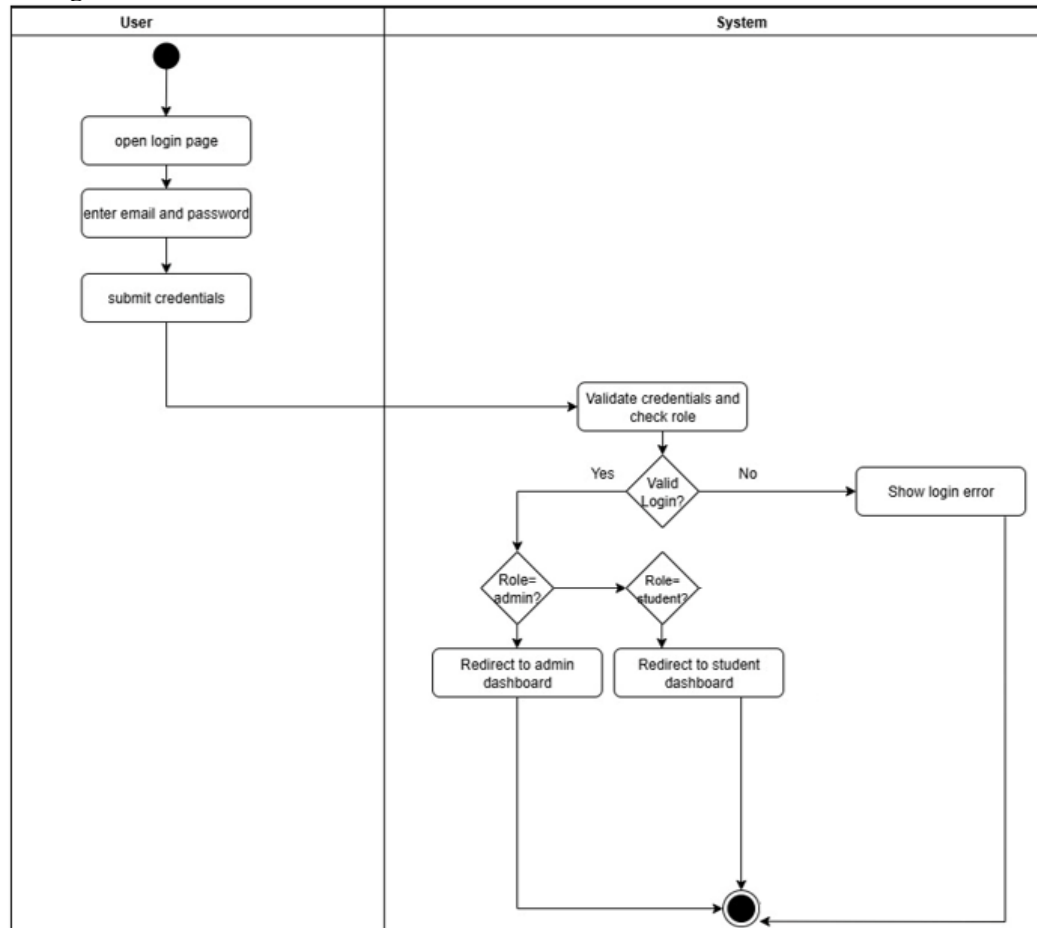 User
System
open login page
enter email and password
submit credentials
Validate credentials and
check role
Yes
Valid
Login?
No
Show login error
Role=
admin?
Role=
student?
Redirect to admin
dashboard
Redirect to student
dashboard